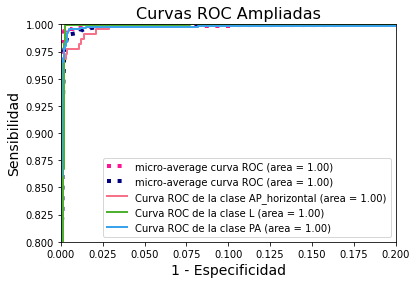 Curvas ROC Ampliadas
Sensibilidad
1.000
0.975
0.950
0.925
0.900
0.875
0.850
0.825
0.800
micro-average curva ROC (area = 1.00)
micro-average curva ROC (area = 1.00)
Curva ROC de la clase AP_horizontal (area = 1.00)
Curva ROC de la clase L (area = 1.00)
Curva ROC de la clase PA (area = 1.00)
0.000 0.025 0.050 0.075 0.100 0.125 0.150 0.175 0.200
1 - Especificidad